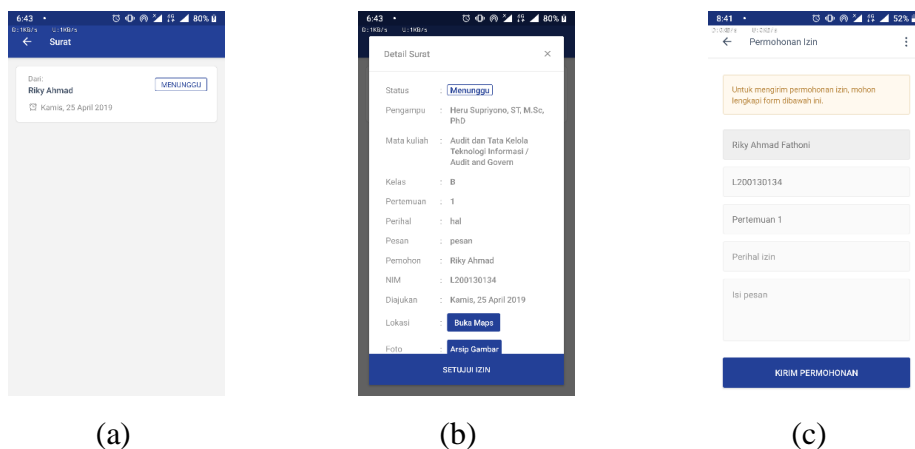 6:43
80%
D:1KB/s U:1KB/s
Surat
Dari:
Riky Ahmad
MENUNGGU
Kamis, 25 April 2019
(a)
6:43
80%
D:1KB/s U:1KB/s
Detail Surat
Status : Menunggu
Pengampu : Heru Supriyono, ST, M.Sc,
PhD
Mata kuliah : Audit dan Tata Kelola
Teknologi Informasi /
Audit and Govern
Kelas : B
Pertemuan : 1
Perihal : hal
Pesan : pesan
Pemohon : Riky Ahmad
NIM : L200130134
Diajukan : Kamis, 25 April 2019
Lokasi : Buka Maps
Foto : Arsip Gambar
SETUJUI IZIN
(b)
8:41
52%
Permohonan Izin
Untuk mengirim permohonan izin, mohon
lengkapi form dibawah ini.
Riky Ahmad Fathoni
L200130134
Pertemuan 1
Perihal izin
Isi pesan
KIRIM PERMOHONAN
(c)